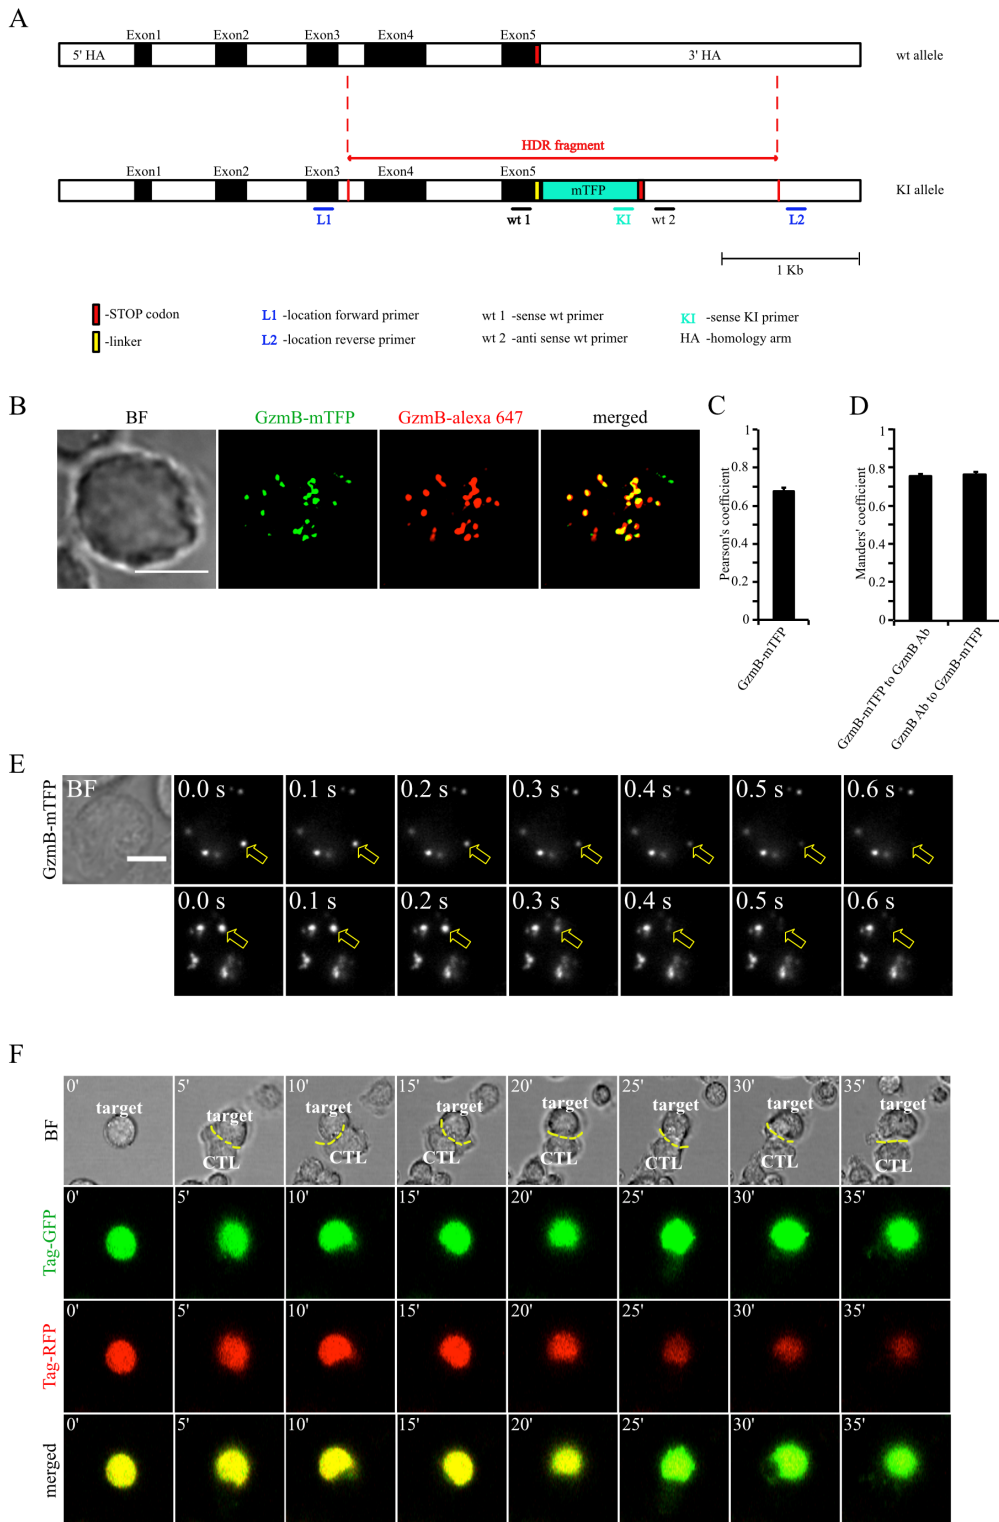 A
Exon1 Exon2 Exon3 Exon4 Exon5
5' HA 3' HA wt allele
HDR fragment
Exon1 Exon2 Exon3 Exon4 Exon5
mTFP KI allele
L1 wt 1 KI wt 2 L2
1 Kb
-STOP codon L1 -location forward primer wt 1 -sense wt primer KI -sense KI primer
-linker L2 -location reverse primer wt 2 -anti sense wt primer HA -homology arm
B
BF GzmB-mTFP GzmB-alexa 647 merged
C
Pearson's coefficient
1
0.8
0.6
0.4
0.2
0
GzmB-mTFP
D
Manders' coefficient
1
0.8
0.6
0.4
0.2
0
GzmB-mTFP to GzmB Ab
GzmB Ab to GzmB-mTFP
E
GzmB-mTFP
BF 0.0 s 0.1 s 0.2 s 0.3 s 0.4 s 0.5 s 0.6 s
0.0 s 0.1 s 0.2 s 0.3 s 0.4 s 0.5 s 0.6 s
F
BF
0' 5' 10' 15' 20' 25' 30' 35'
target target target target target target target target
CTL CTL CTL CTL CTL CTL CTL
Tag-GFP
0' 5' 10' 15' 20' 25' 30' 35'
Tag-RFP
0' 5' 10' 15' 20' 25' 30' 35'
merged
0' 5' 10' 15' 20' 25' 30' 35'